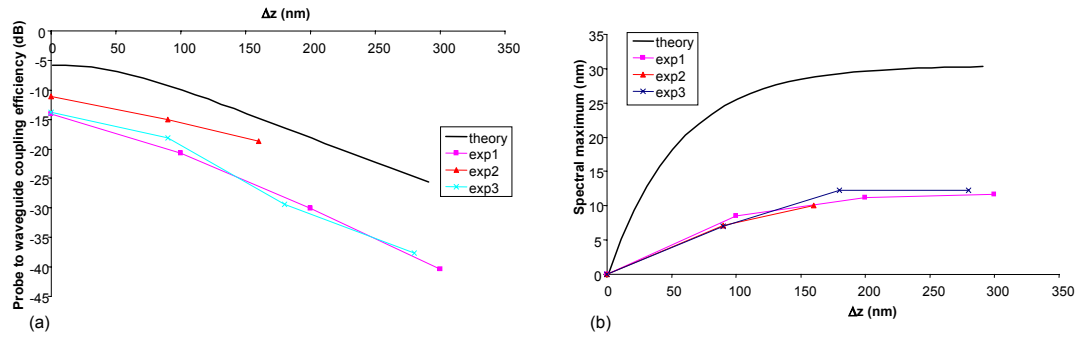 Δz (nm)
0 50 100 150 200 250 300 350
0
-5
-10
-15
-20
-25
-30
-35
-40
-45
Probe to waveguide coupling efficiency (dB)
theory
exp1
exp2
exp3
(a)
35
30
25
20
15
10
5
0
Spectral maximum (nm)
theory
exp1
exp2
exp3
0 50 100 150 200 250 300 350
Δz (nm)
(b)